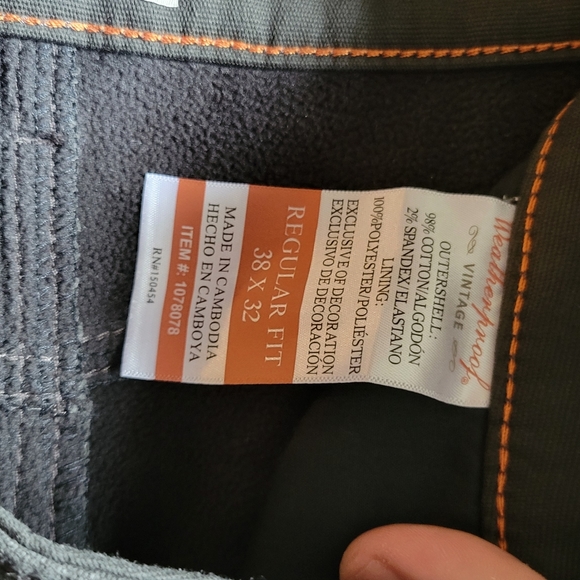 Weatherproof®
VINTAGE
OUTERSHELL:
98% COTTON/ALGODÓN
2% SPANDEX/ELASTANO
LINING:
100%POLYESTER/POLIÉSTER
EXCLUSIVE OF DECORATION
EXCLUSIVO DE DECORACIÓN
REGULAR FIT
38 X 32
MADE IN CAMBODIA
HECHO EN CAMBOYA
ITEM #: 1078078
RN#150454